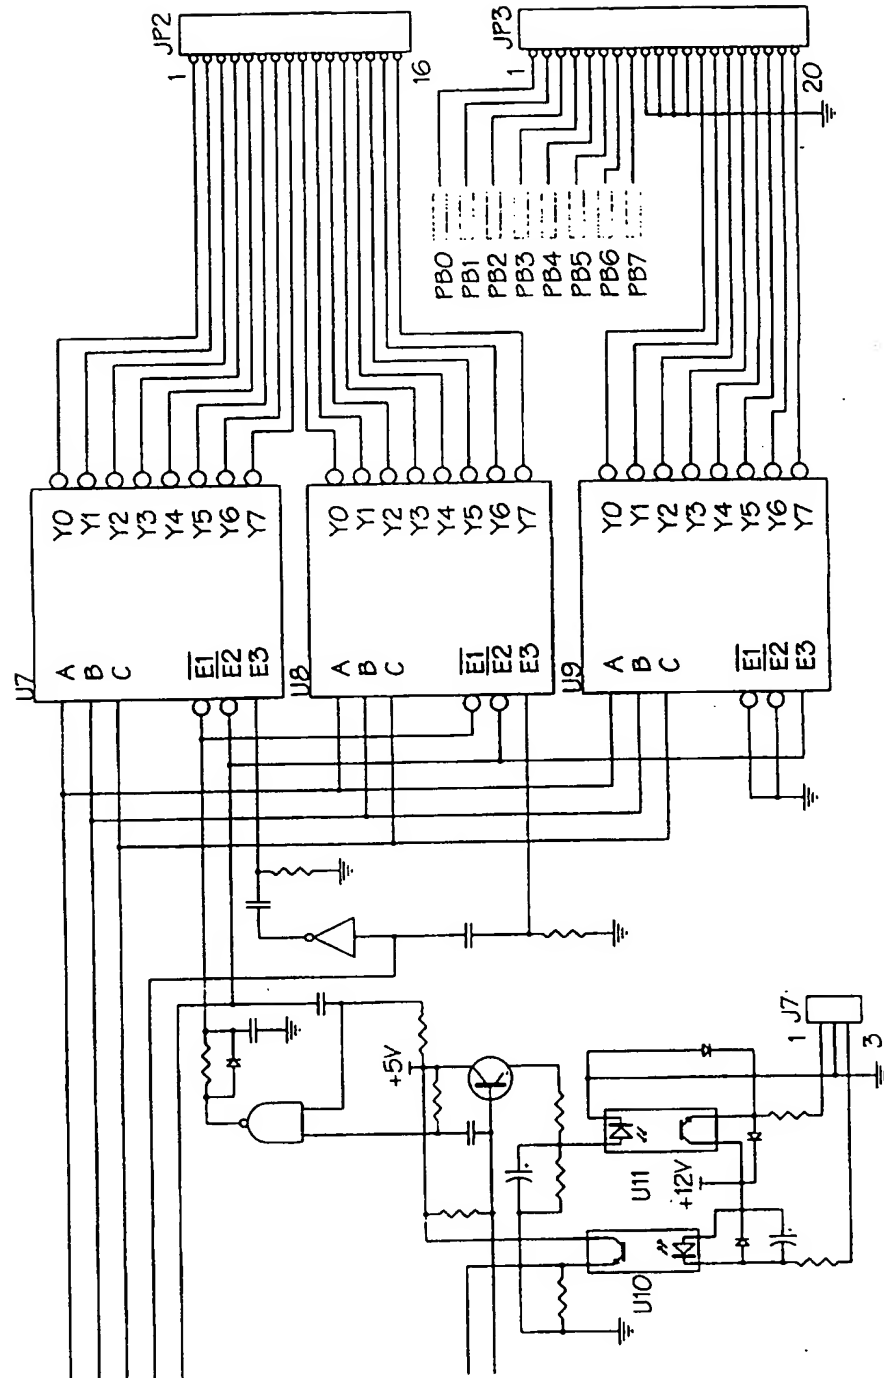 JP2
1
16
JP3
1
20
PB0
PB1
PB2
PB3
PB4
PB5
PB6
PB7
U7
A
B
C
E1
E2
E3
Y0
Y1
Y2
Y3
Y4
Y5
Y6
Y7
U8
A
B
C
E1
E2
E3
Y0
Y1
Y2
Y3
Y4
Y5
Y6
Y7
U9
A
B
C
E1
E2
E3
Y0
Y1
Y2
Y3
Y4
Y5
Y6
Y7
+5V
J7
1
3
U11
+12V
U10